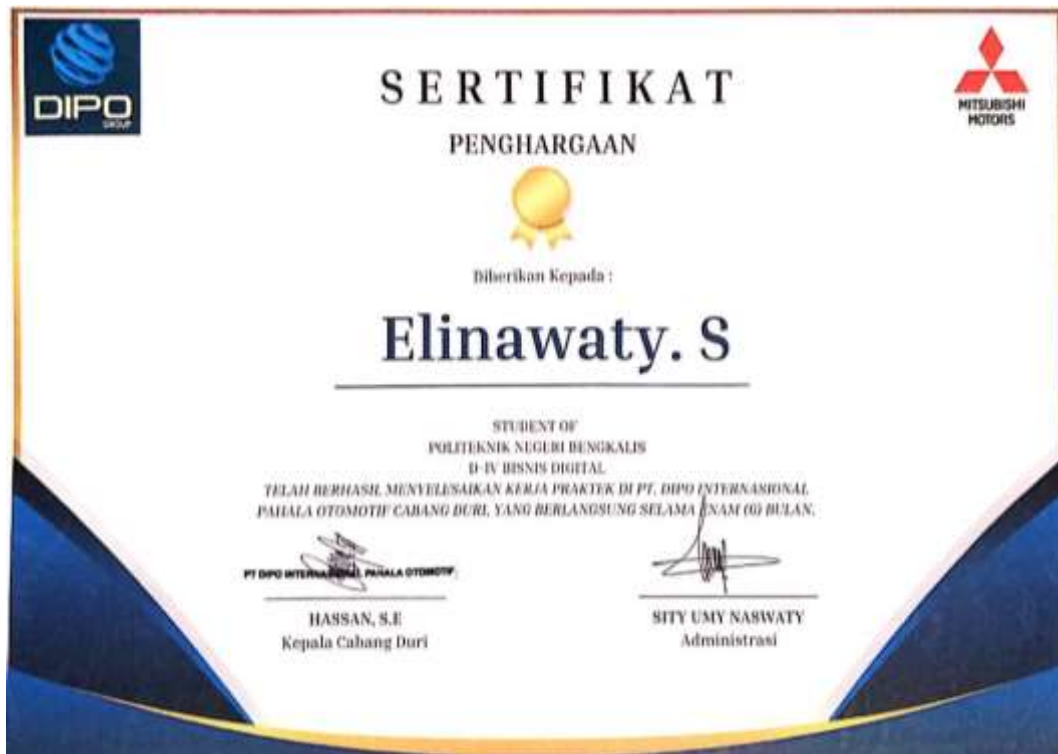 DIPO
GROUP
MITSUBISHI
MOTORS
SERTIFIKAT
PENGHARGAAN
Diberikan Kepada :
Elinawaty. S
STUDENT OF
POLITEKNIK NEGERI BENGKALIS
D-IV BISNIS DIGITAL
TELAH BERHASIL MENYELESAIKAN KERJA PRAKTEK DI PT. DIPO INTERNASIONAL
PAHALA OTOMOTIF CABANG DURI, YANG BERLANGSUNG SELAMA ENAM (6) BULAN.
PT DIPO INTERNASIONAL PAHALA OTOMOTIF
HASSAN, S.E
Kepala Cabang Duri
SITY UMY NASWATY
Administrasi